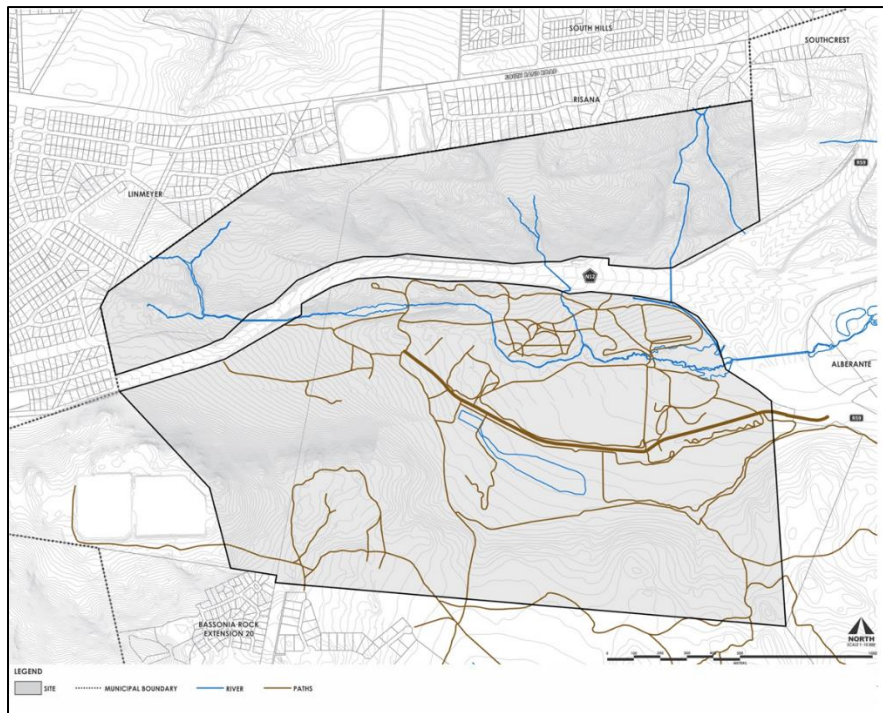 SOUTH HILLS
SOUTHCREST
RISANA
R59
LINMEYER
N12
ALBERANTE
R59
BASSONIA ROCK
EXTENSION 20
NORTH
METERS
LEGEND
SITE
MUNICIPAL BOUNDARY
RIVER
PATHS